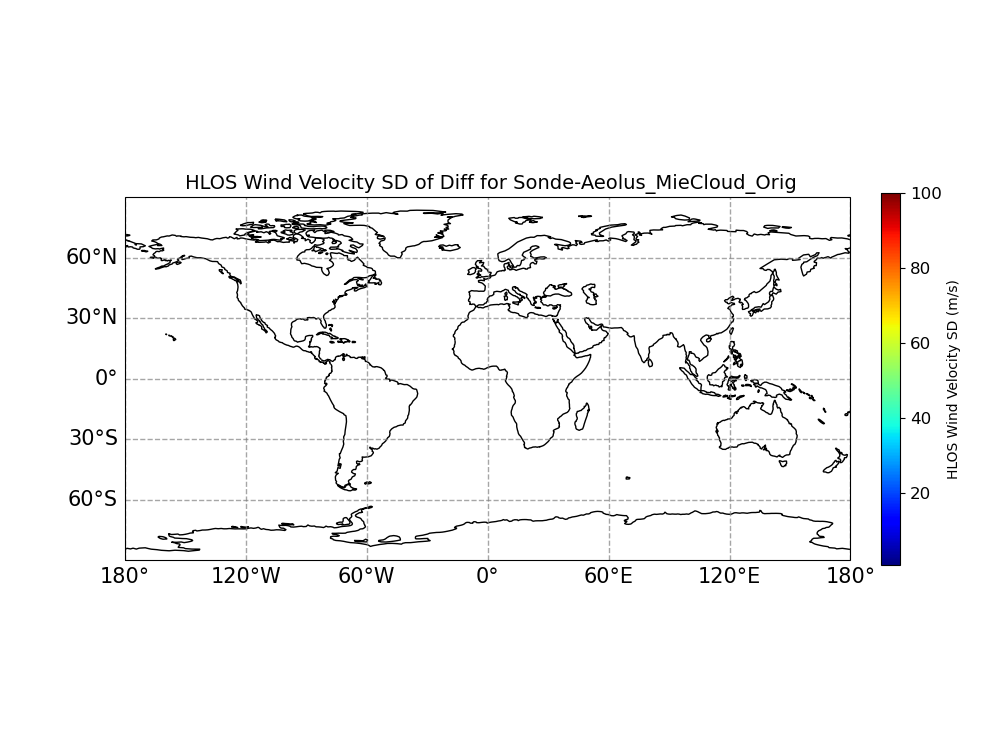 HLOS Wind Velocity SD of Diff for Sonde-Aeolus_MieCloud_Orig
100
80
60
40
20
HLOS Wind Velocity SD (m/s)
60°N
30°N
0°
30°S
60°S
180° 120°W 60°W 0° 60°E 120°E 180°